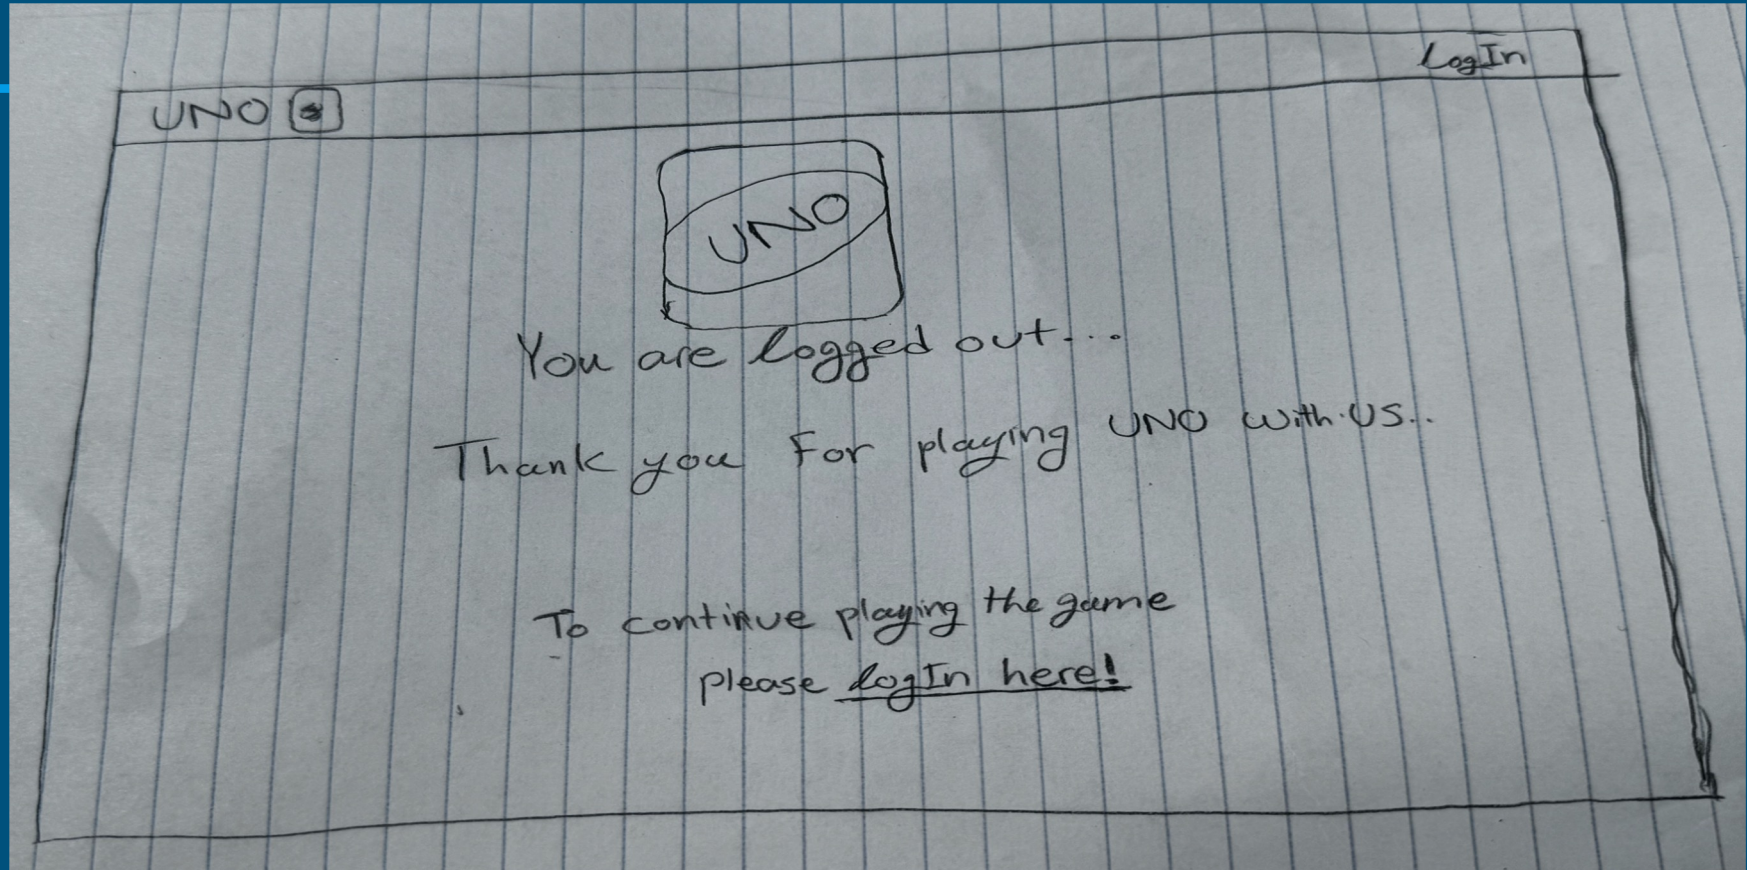 UNO
LogIn
UNO
You are logged out...
Thank you For playing UNO with us..
To continue playing the game
please logIn here!